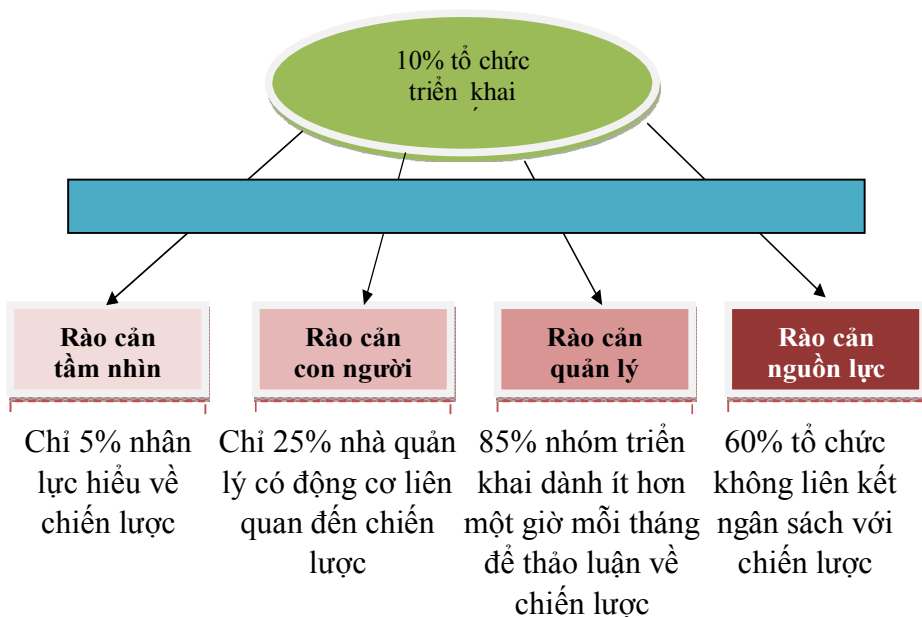 10% tổ chức
triển khai
Rào cản
tầm nhìn
Rào cản
con người
Rào cản
quản lý
Rào cản
nguồn lực
Chỉ 5% nhân
lực hiểu về
chiến lược
Chỉ 25% nhà quản
lý có động cơ liên
quan đến chiến
lược
85% nhóm triển
khai dành ít hơn
một giờ mỗi tháng
để thảo luận về
chiến lược
60% tổ chức
không liên kết
ngân sách với
chiến lược